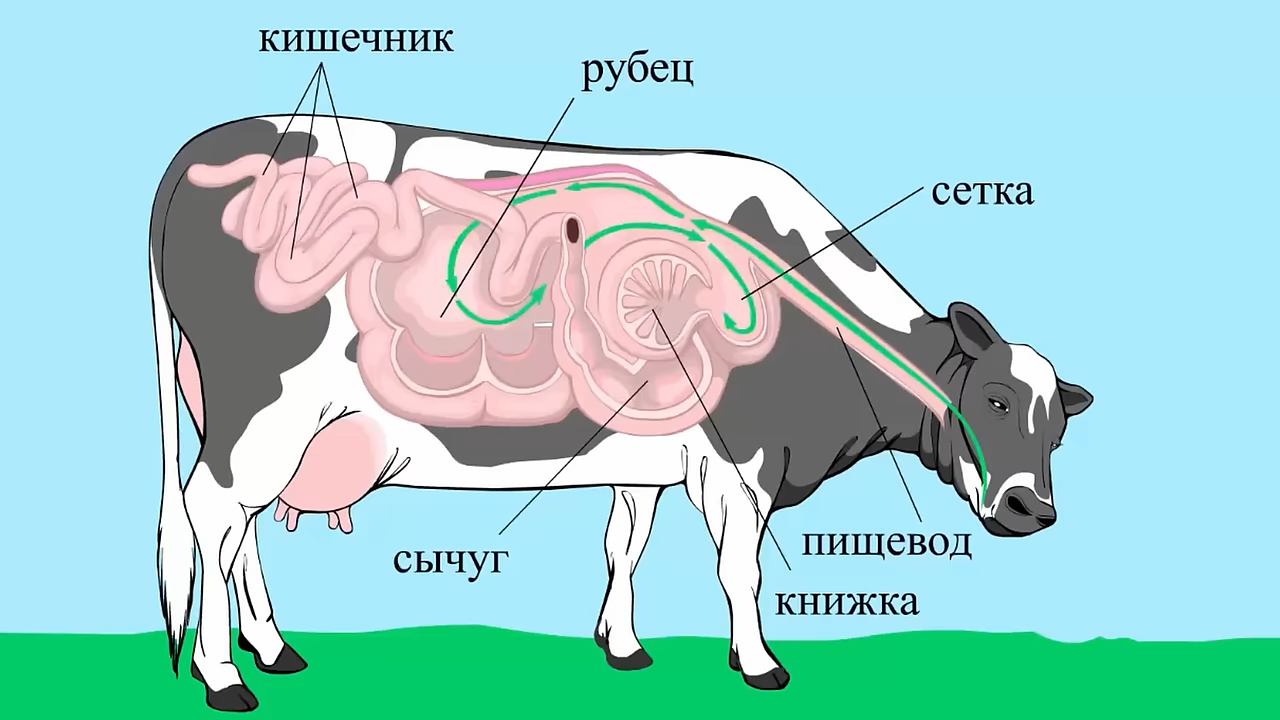 кишечник
рубец
сетка
пищевод
сычуг
книжка